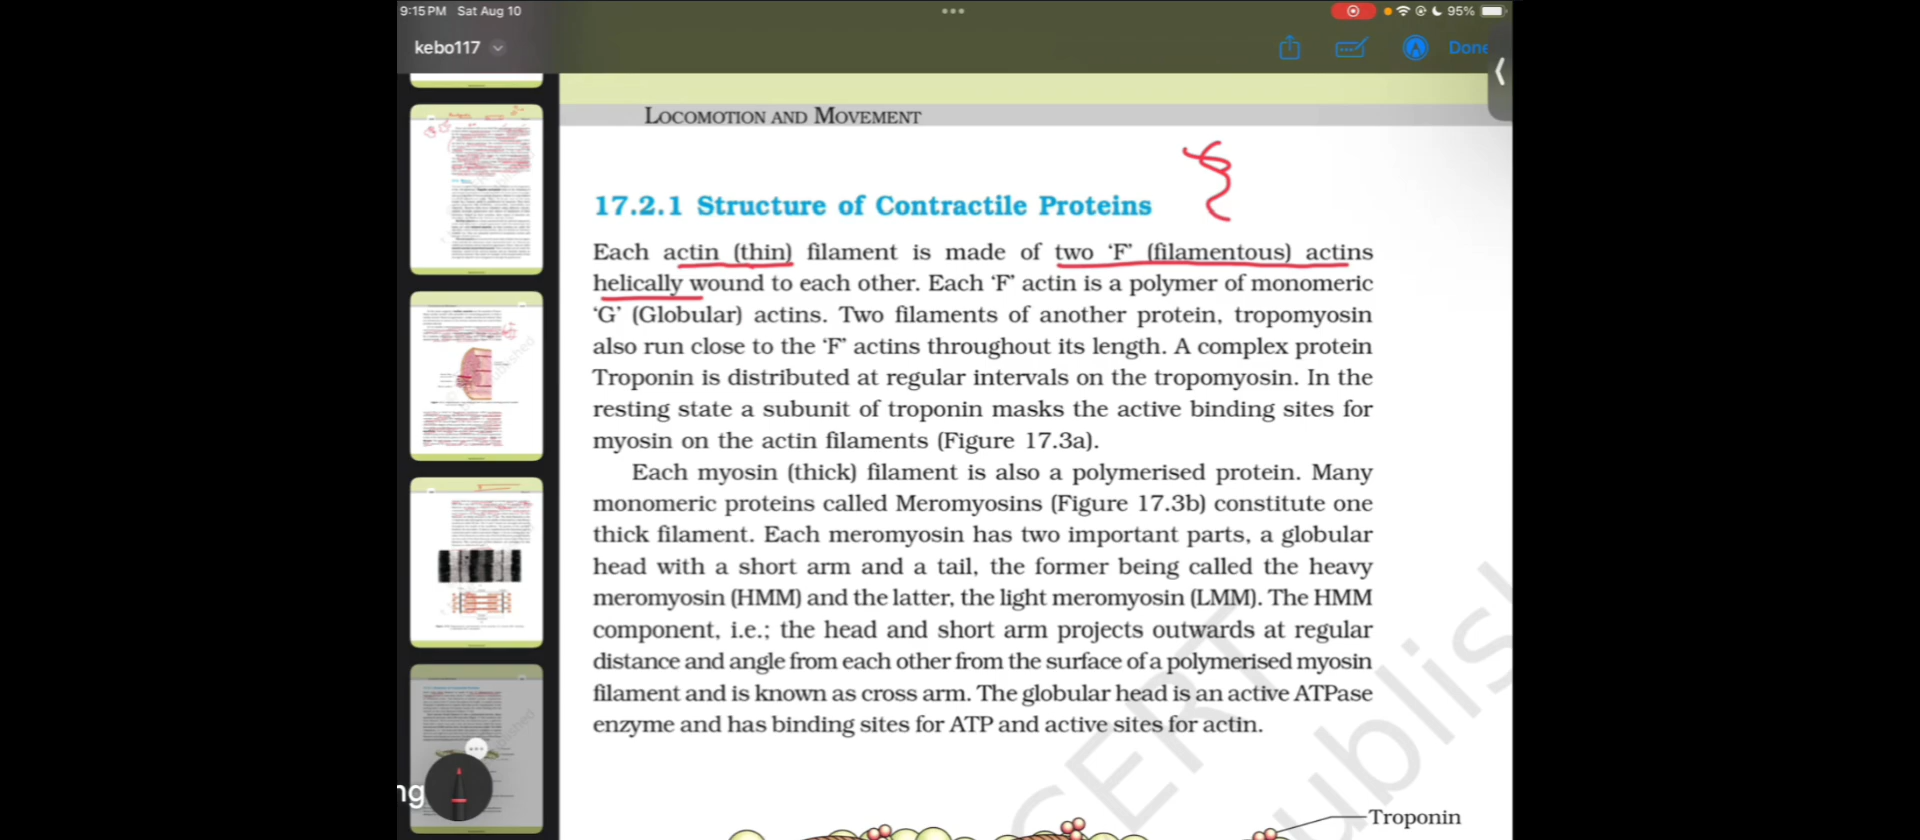 9:15 PM Sat Aug 10
95%
kebo117
Done
LOCOMOTION AND MOVEMENT
17.2.1 Structure of Contractile Proteins
Each actin (thin) filament is made of two ‘F’ (filamentous) actins
helically wound to each other. Each ‘F’ actin is a polymer of monomeric
‘G’ (Globular) actins. Two filaments of another protein, tropomyosin
also run close to the ‘F’ actins throughout its length. A complex protein
Troponin is distributed at regular intervals on the tropomyosin. In the
resting state a subunit of troponin masks the active binding sites for
myosin on the actin filaments (Figure 17.3a).
Each myosin (thick) filament is also a polymerised protein. Many
monomeric proteins called Meromyosins (Figure 17.3b) constitute one
thick filament. Each meromyosin has two important parts, a globular
head with a short arm and a tail, the former being called the heavy
meromyosin (HMM) and the latter, the light meromyosin (LMM). The HMM
component, i.e.; the head and short arm projects outwards at regular
distance and angle from each other from the surface of a polymerised myosin
filament and is known as cross arm. The globular head is an active ATPase
enzyme and has binding sites for ATP and active sites for actin.
Troponin